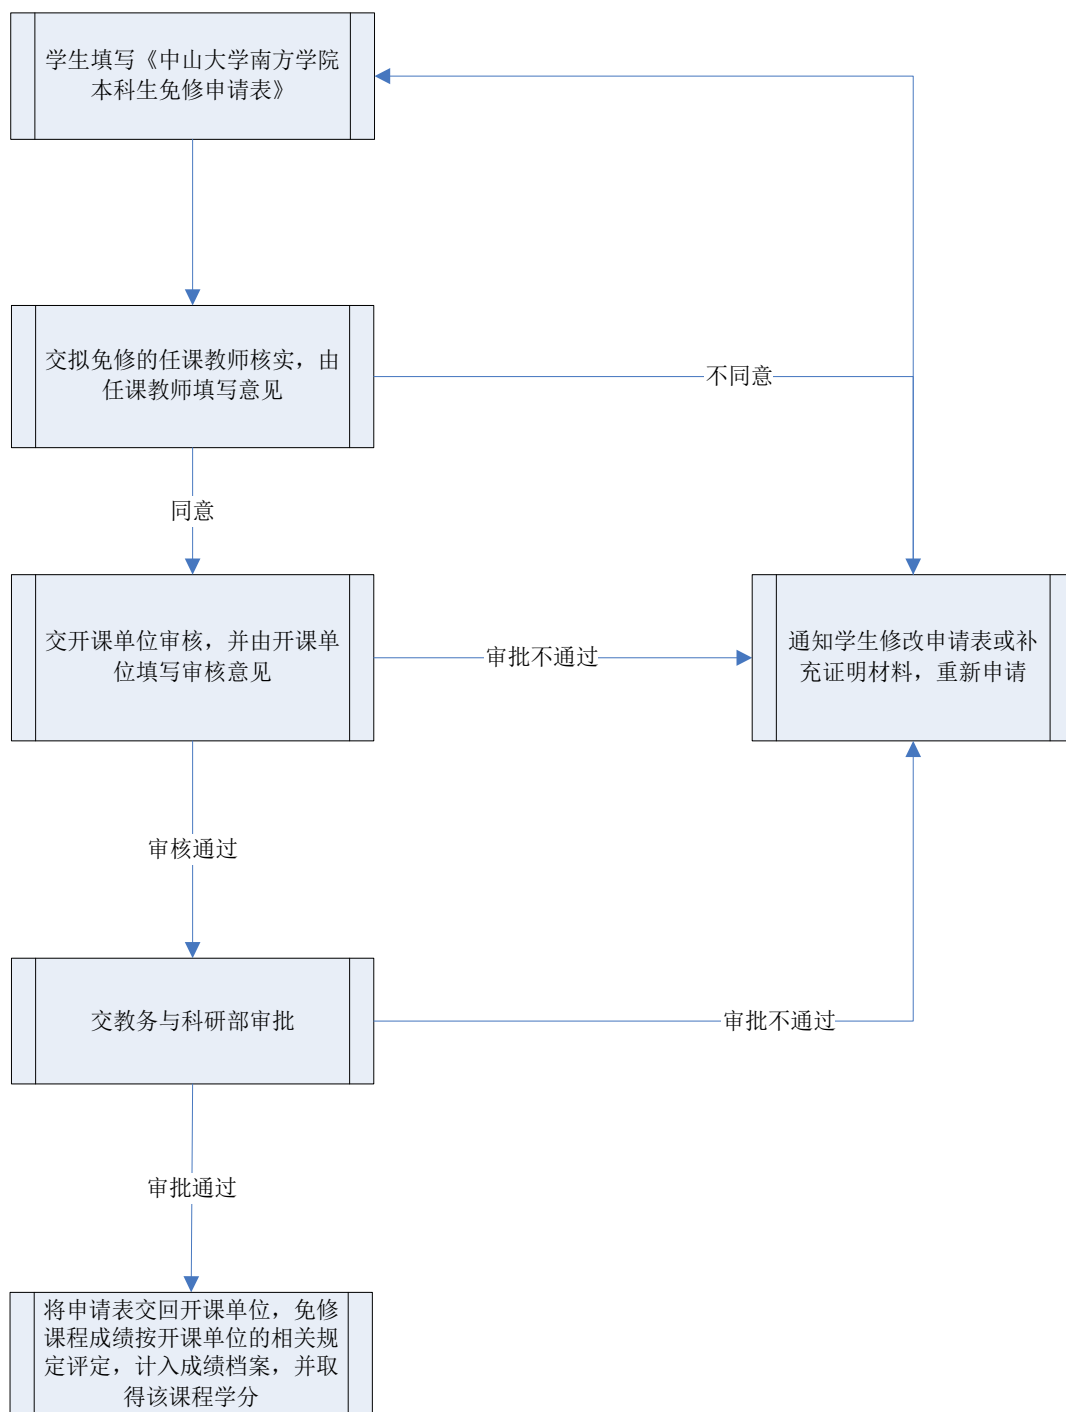 学生填写《中山大学南方学院
本科生免修申请表》
交拟免修的任课教师核实，由
任课教师填写意见
不同意
同意
交开课单位审核，并由开课单
位填写审核意见
审批不通过
通知学生修改申请表或补
充证明材料，重新申请
审核通过
交教务与科研部审批
审批不通过
审批通过
将申请表交回开课单位，免修
课程成绩按开课单位的相关规
定评定，计入成绩档案，并取
得该课程学分